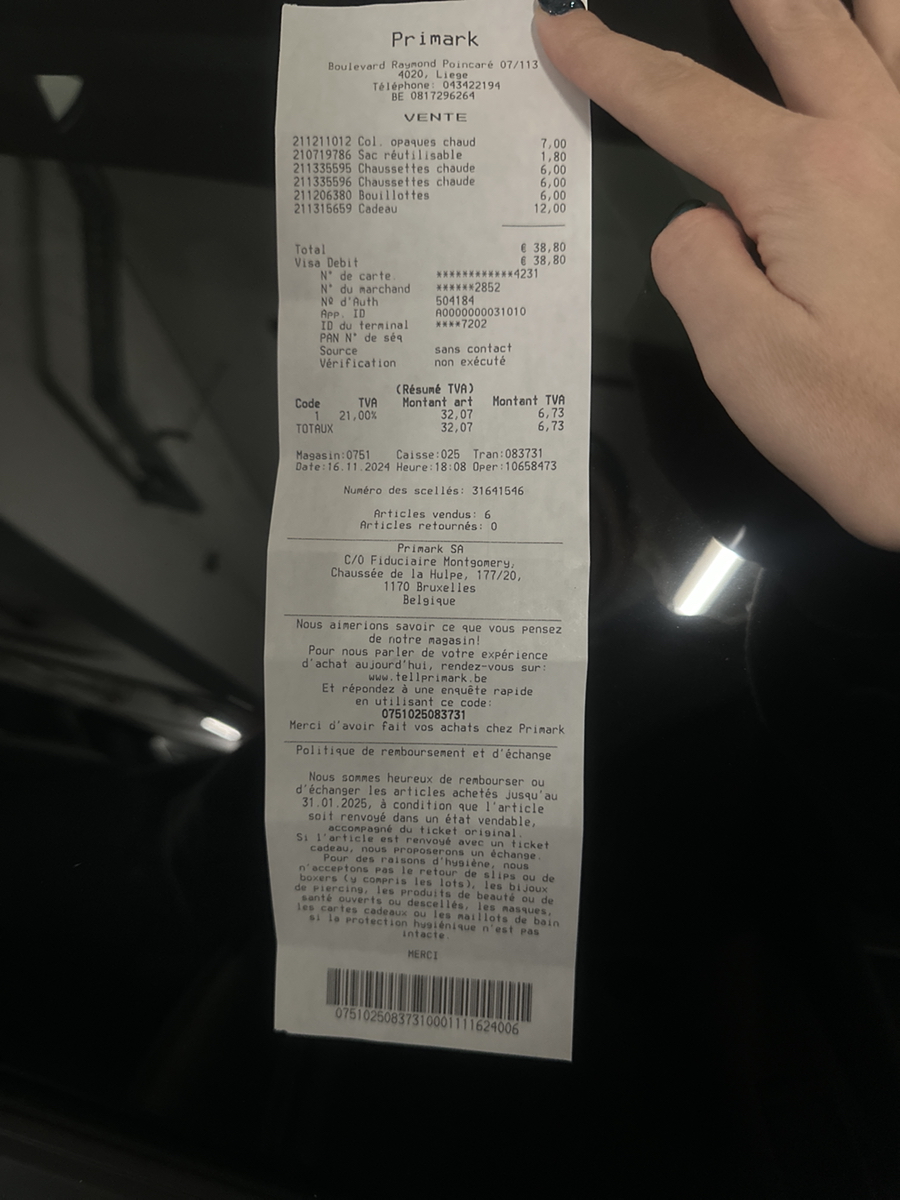 Primark
Boulevard Raymond Poincaré 07/113
4020, Liege
Téléphone: 043422194
BE 0817296264
VENTE
211211012 Col. opaques chaud 7,00
210719786 Sac réutilisable 1,80
211335595 Chaussettes chaude 6,00
211335596 Chaussettes chaude 6,00
211206380 Bouillottes 6,00
211315659 Cadeau 12,00
Total € 38,80
Visa Debit € 38,80
N° de carte. ************4231
N° du marchand ******2852
Nº d'Auth 504184
App. ID A0000000031010
ID du terminal ****7202
PAN N° de séq
Source sans contact
Vérification non exécuté
(Résumé TVA)
Code TVA Montant art Montant TVA
1 21,00% 32,07 6,73
TOTAUX 32,07 6,73
Magasin:0751 Caisse:025 Tran:083731
Date:16.11.2024 Heure:18:08 Oper:10658473
Numéro des scellés: 31641546
Articles vendus: 6
Articles retournés: 0
Primark SA
C/O Fiduciaire Montgomery,
Chaussée de la Hulpe, 177/20,
1170 Bruxelles
Belgique
Nous aimerions savoir ce que vous pensez
de notre magasin!
Pour nous parler de votre expérience
d'achat aujourd'hui, rendez-vous sur:
www.tellprimark.be
Et répondez à une enquête rapide
en utilisant ce code:
0751025083731
Merci d'avoir fait vos achats chez Primark
Politique de remboursement et d'échange
Nous sommes heureux de rembourser ou
d'échanger les articles achetés jusqu'au
31.01.2025, à condition que l'article
soit renvoyé dans un état vendable,
accompagné du ticket original.
Si l'article est renvoyé avec un ticket
cadeau, nous proposerons un échange.
Pour des raisons d'hygiène, nous
n'acceptons pas le retour de slips ou de
boxers (y compris les lots), les bijoux
de piercing, les produits de beauté ou de
santé ouverts ou descellés, les masques,
les cartes cadeaux ou les maillots de bain
si la protection hygiénique n'est pas
intacte.
MERCI
07510250837310001111624006